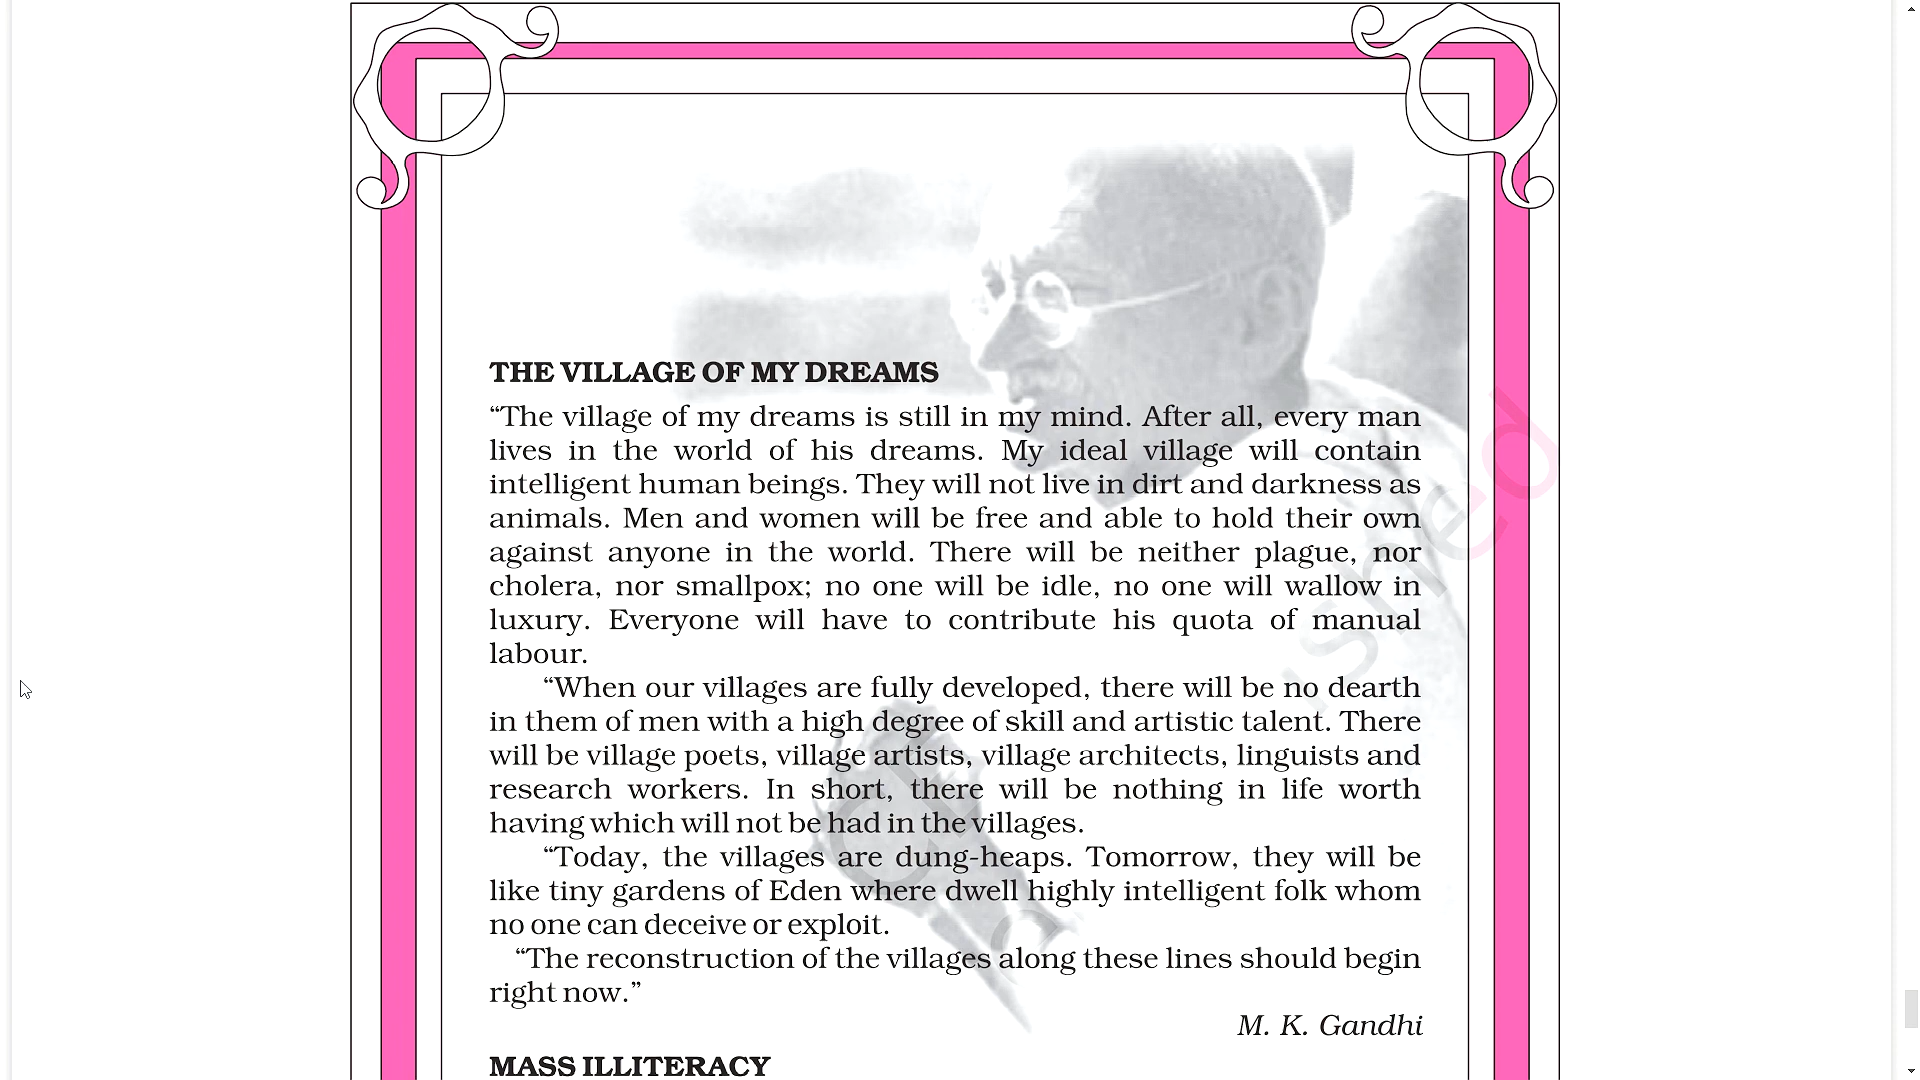 THE VILLAGE OF MY DREAMS
“The village of my dreams is still in my mind. After all, every man
lives in the world of his dreams. My ideal village will contain
intelligent human beings. They will not live in dirt and darkness as
animals. Men and women will be free and able to hold their own
against anyone in the world. There will be neither plague, nor
cholera, nor smallpox; no one will be idle, no one will wallow in
luxury. Everyone will have to contribute his quota of manual
labour.
“When our villages are fully developed, there will be no dearth
in them of men with a high degree of skill and artistic talent. There
will be village poets, village artists, village architects, linguists and
research workers. In short, there will be nothing in life worth
having which will not be had in the villages.
“Today, the villages are dung-heaps. Tomorrow, they will be
like tiny gardens of Eden where dwell highly intelligent folk whom
no one can deceive or exploit.
“The reconstruction of the villages along these lines should begin
right now.”
M. K. Gandhi
MASS ILLITERACY